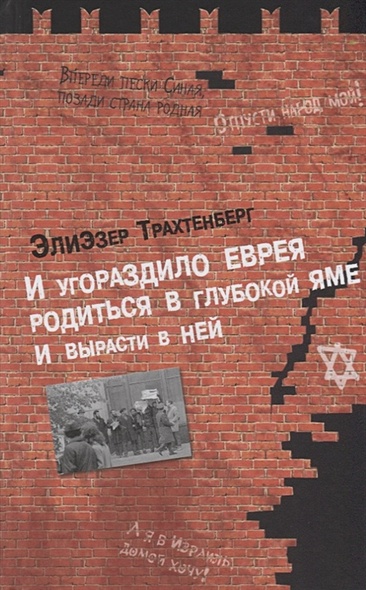 Впереди пески Синая,
позади страна родная
Отпусти народ мой!
Элиэзер Трахтенберг
И угораздило еврея
родиться в глубокой яме
и вырасти в ней
А я в Израиль,
домой хочу!